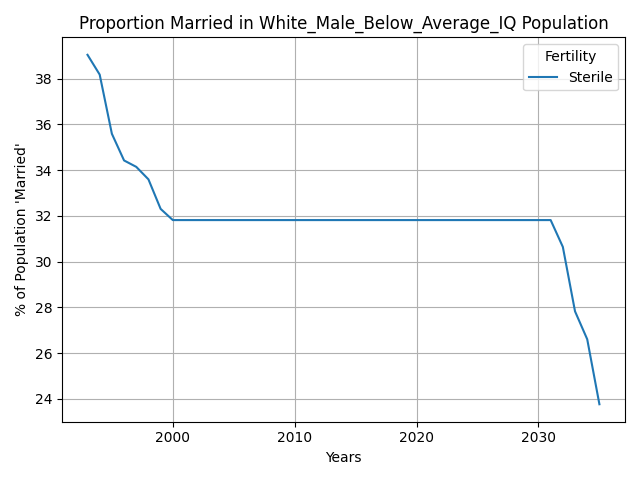 Proportion Married in White_Male_Below_Average_IQ Population
Fertility
Sterile
38
36
34
32
30
28
26
24
% of Population 'Married'
2000 2010 2020 2030
Years